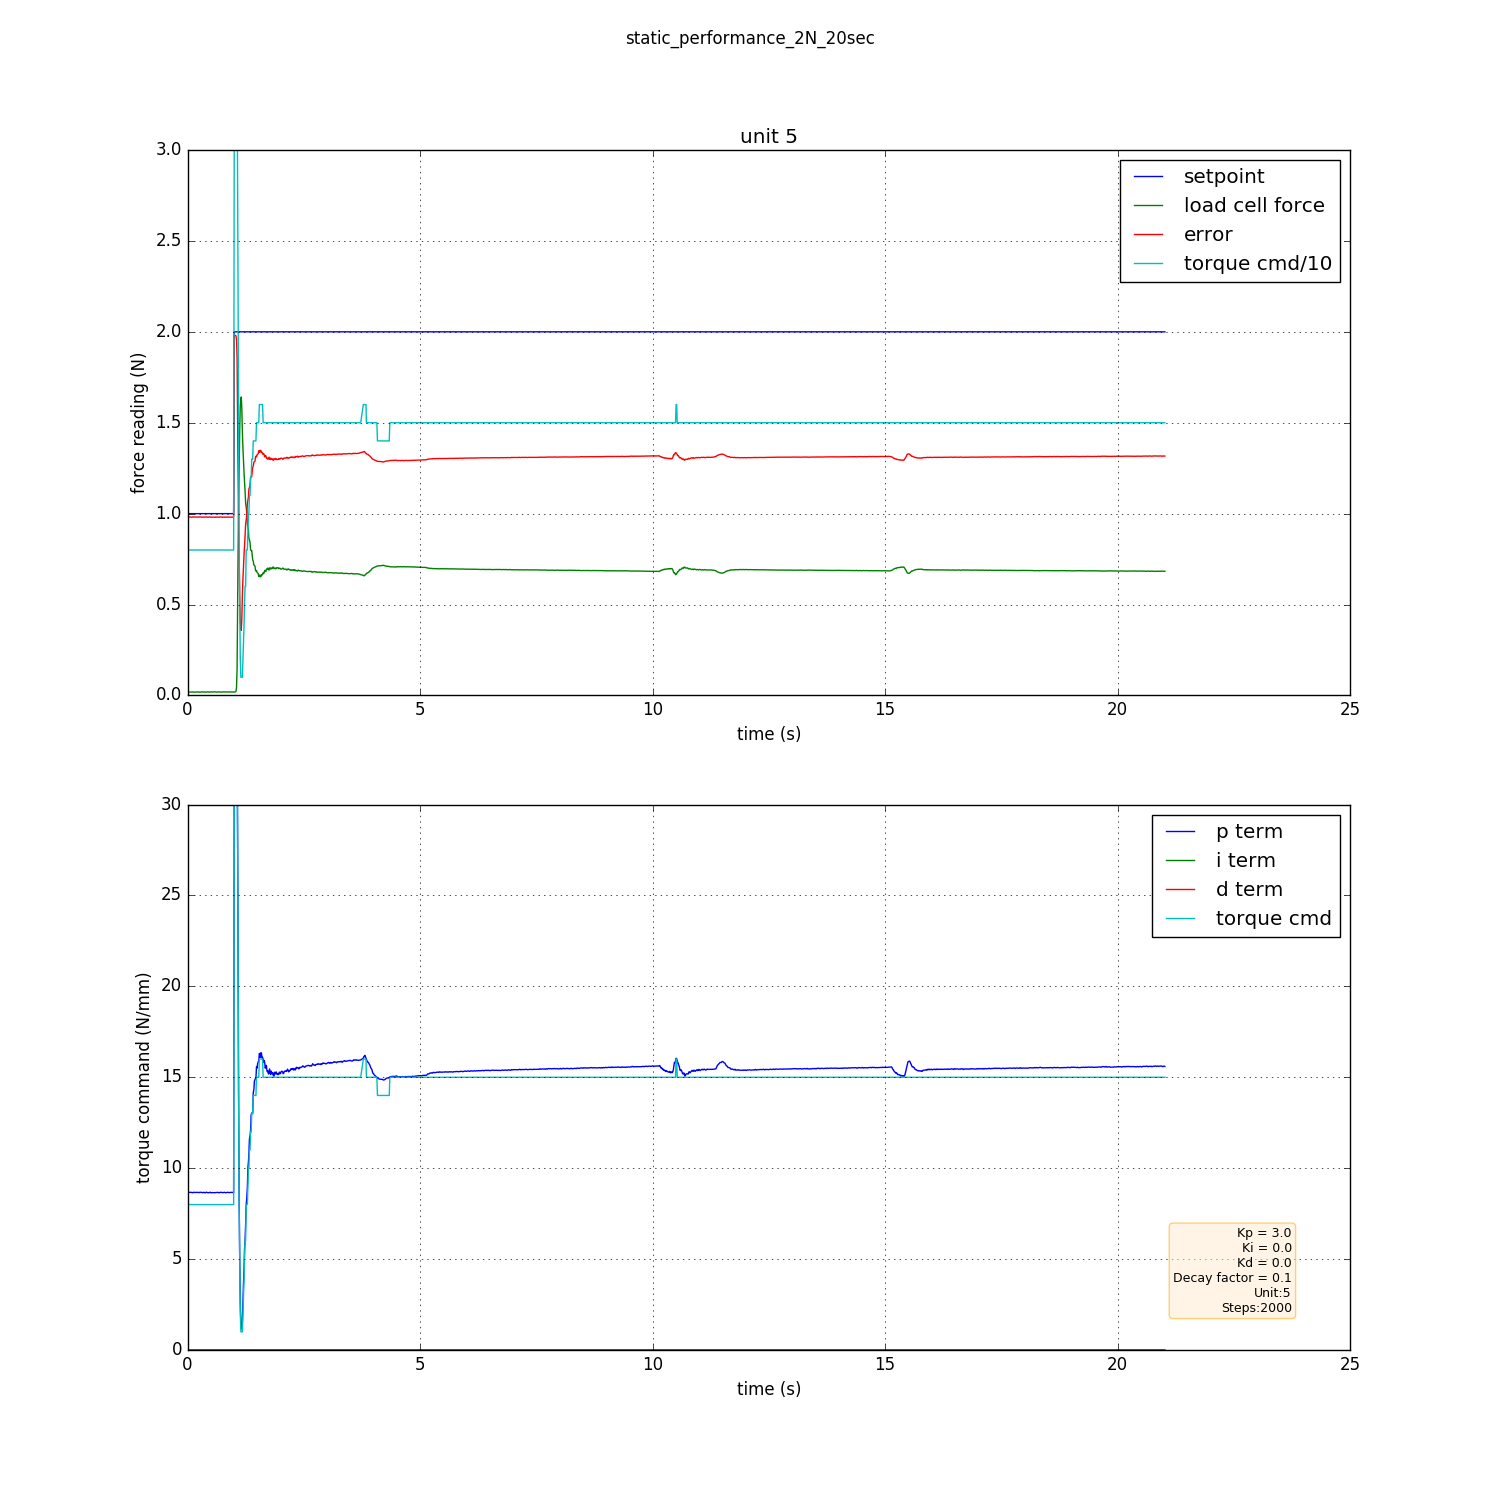 static_performance_2N_20sec
unit 5
3.0
2.5
2.0
1.5
1.0
0.5
0.0
force reading (N)
setpoint
load cell force
error
torque cmd/10
0 5 10 15 20 25
time (s)
30
25
20
15
10
5
0
torque command (N/mm)
p term
i term
d term
torque cmd
Kp = 3.0
Ki = 0.0
Kd = 0.0
Decay factor = 0.1
Unit:5
Steps:2000
0 5 10 15 20 25
time (s)